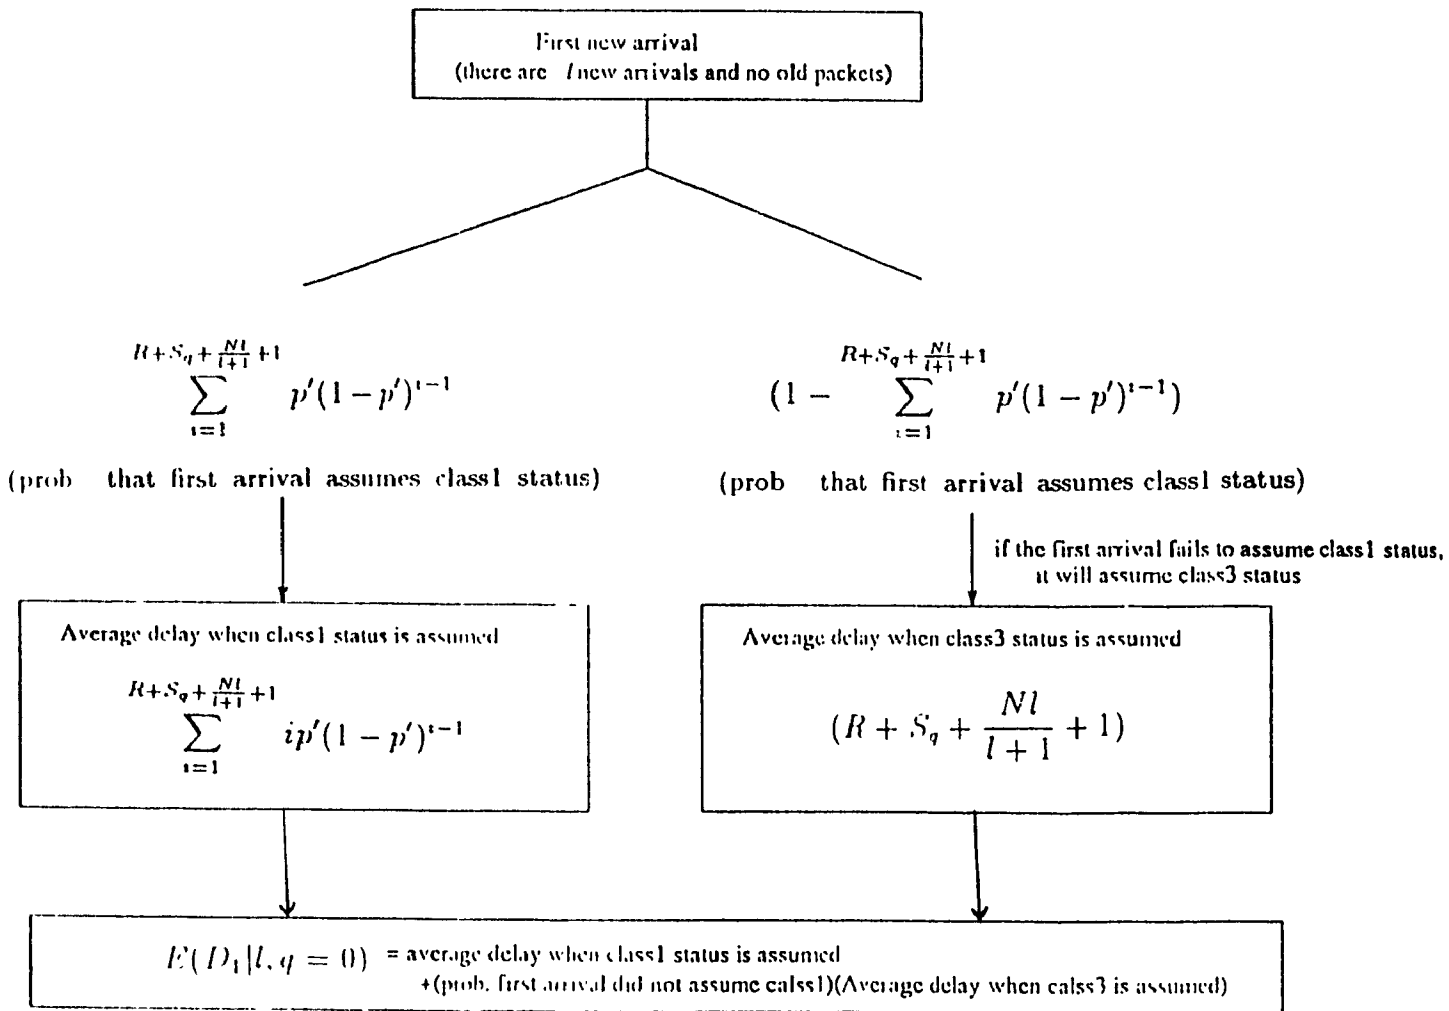 First new arrival
(there are l new arrivals and no old packets)
R+S_q+\frac{Nl}{l+1}+1
∑ p′(1 − p′)^{i−1}
i=1
R+S_q+\frac{Nl}{l+1}+1
(1 − ∑ p′(1 − p′)^{i−1})
i=1
(prob that first arrival assumes class1 status)
(prob that first arrival assumes class1 status)
if the first arrival fails to assume class1 status,
it will assume class3 status
Average delay when class1 status is assumed
R+S_q+\frac{Nl}{l+1}+1
∑ ip′(1 − p′)^{i−1}
i=1
Average delay when class3 status is assumed
(R + S_q + \frac{Nl}{l + 1} + 1)
E(D_1|l, q = 0) = average delay when class1 status is assumed
+(prob. first arrival did not assume calss1)(Average delay when calss3 is assumed)